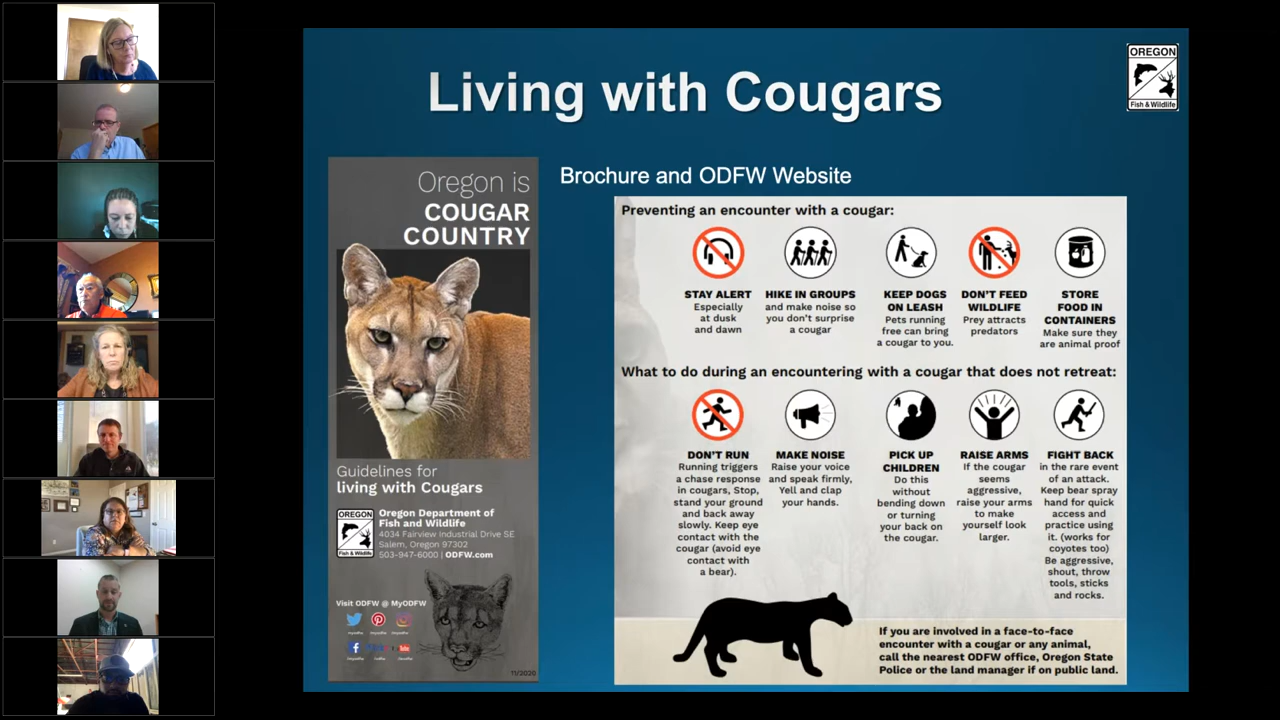 Living with Cougars
OREGON
Fish & Wildlife
Brochure and ODFW Website
Oregon is
COUGAR
COUNTRY
Guidelines for
living with Cougars
OREGON
Fish & Wildlife
Oregon Department of
Fish and Wildlife
4034 Fairview Industrial Drive SE
Salem, Oregon 97302
503-947-6000 | ODFW.com
Visit ODFW @ MyODFW
11/2020
Preventing an encounter with a cougar:
STAY ALERT
Especially
at dusk
and dawn
HIKE IN GROUPS
and make noise so
you don't surprise
a cougar
KEEP DOGS
ON LEASH
Pets running
free can bring
a cougar to you.
DON'T FEED
WILDLIFE
Prey attracts
predators
STORE
FOOD IN
CONTAINERS
Make sure they
are animal proof
What to do during an encountering with a cougar that does not retreat:
DON'T RUN
Running triggers
a chase response
in cougars, Stop,
stand your ground
and back away
slowly. Keep eye
contact with the
cougar (avoid eye
contact with
a bear).
MAKE NOISE
Raise your voice
and speak firmly,
Yell and clap
your hands.
PICK UP
CHILDREN
Do this
without
bending down
or turning
your back on
the cougar.
RAISE ARMS
If the cougar
seems
aggressive,
raise your arms
to make
yourself look
larger.
FIGHT BACK
in the rare event
of an attack.
Keep bear spray
hand for quick
access and
practice using
it. (works for
coyotes too)
Be aggressive,
shout, throw
tools, sticks
and rocks.
If you are involved in a face-to-face
encounter with a cougar or any animal,
call the nearest ODFW office, Oregon State
Police or the land manager if on public land.